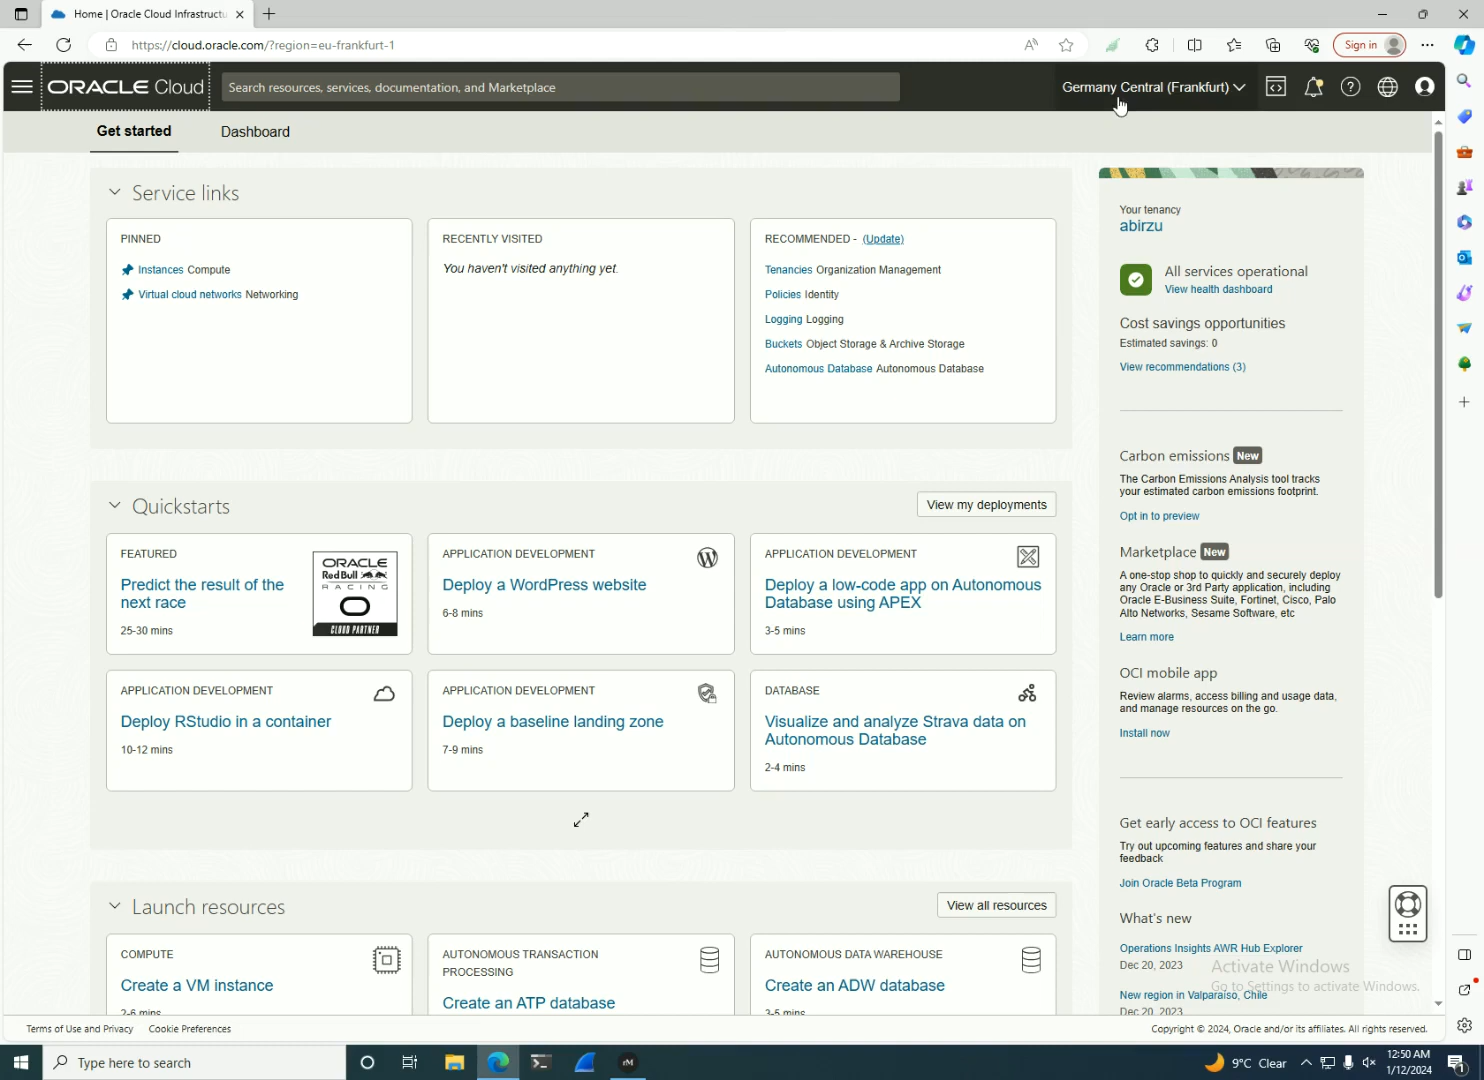 Home | Oracle Cloud Infrastructu
https://cloud.oracle.com/?region=eu-frankfurt-1
Sign in
ORACLE Cloud
Search resources, services, documentation, and Marketplace
Germany Central (Frankfurt)
Get started
Dashboard
Service links
PINNED
Instances Compute
Virtual cloud networks Networking
RECENTLY VISITED
You haven't visited anything yet.
RECOMMENDED - (Update)
Tenancies Organization Management
Policies Identity
Logging Logging
Buckets Object Storage & Archive Storage
Autonomous Database Autonomous Database
Your tenancy
abirzu
All services operational
View health dashboard
Cost savings opportunities
Estimated savings: 0
View recommendations (3)
Carbon emissions New
The Carbon Emissions Analysis tool tracks
your estimated carbon emissions footprint.
Opt in to preview
Marketplace New
A one-stop shop to quickly and securely deploy
any Oracle or 3rd Party application, including
Oracle E-Business Suite, Fortinet, Cisco, Palo
Alto Networks, Sesame Software, etc
Learn more
OCI mobile app
Review alarms, access billing and usage data,
and manage resources on the go.
Install now
Get early access to OCI features
Try out upcoming features and share your
feedback
Join Oracle Beta Program
What's new
Operations Insights AWR Hub Explorer
Dec 20, 2023
New region in Valparaiso, Chile
Dec 20, 2023
Quickstarts
View my deployments
FEATURED
Predict the result of the
next race
25-30 mins
ORACLE
Red Bull
RACING
CLOUD PARTNER
APPLICATION DEVELOPMENT
Deploy a WordPress website
6-8 mins
APPLICATION DEVELOPMENT
Deploy a low-code app on Autonomous
Database using APEX
3-5 mins
APPLICATION DEVELOPMENT
Deploy RStudio in a container
10-12 mins
APPLICATION DEVELOPMENT
Deploy a baseline landing zone
7-9 mins
DATABASE
Visualize and analyze Strava data on
Autonomous Database
2-4 mins
Launch resources
View all resources
COMPUTE
Create a VM instance
2-6 mins
AUTONOMOUS TRANSACTION
PROCESSING
Create an ATP database
AUTONOMOUS DATA WAREHOUSE
Create an ADW database
3-5 mins
Activate Windows
Go to Settings to activate Windows.
Terms of Use and Privacy
Cookie Preferences
Copyright © 2024, Oracle and/or its affiliates. All rights reserved.
Type here to search
rM
9°C Clear
12:50 AM
1/12/2024
1